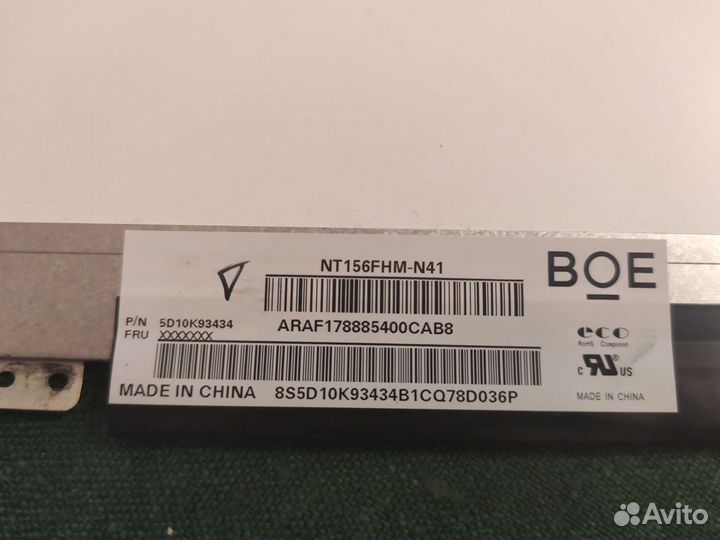 NT156FHM-N41
BOE
P/N 5D10K93434
ARAF178885400CAB8
FRU XXXXXXX
eco
RoHS Compliant
c RU US
MADE IN CHINA 8S5D10K93434B1CQ78D036P
MADE IN CHINA
Avito